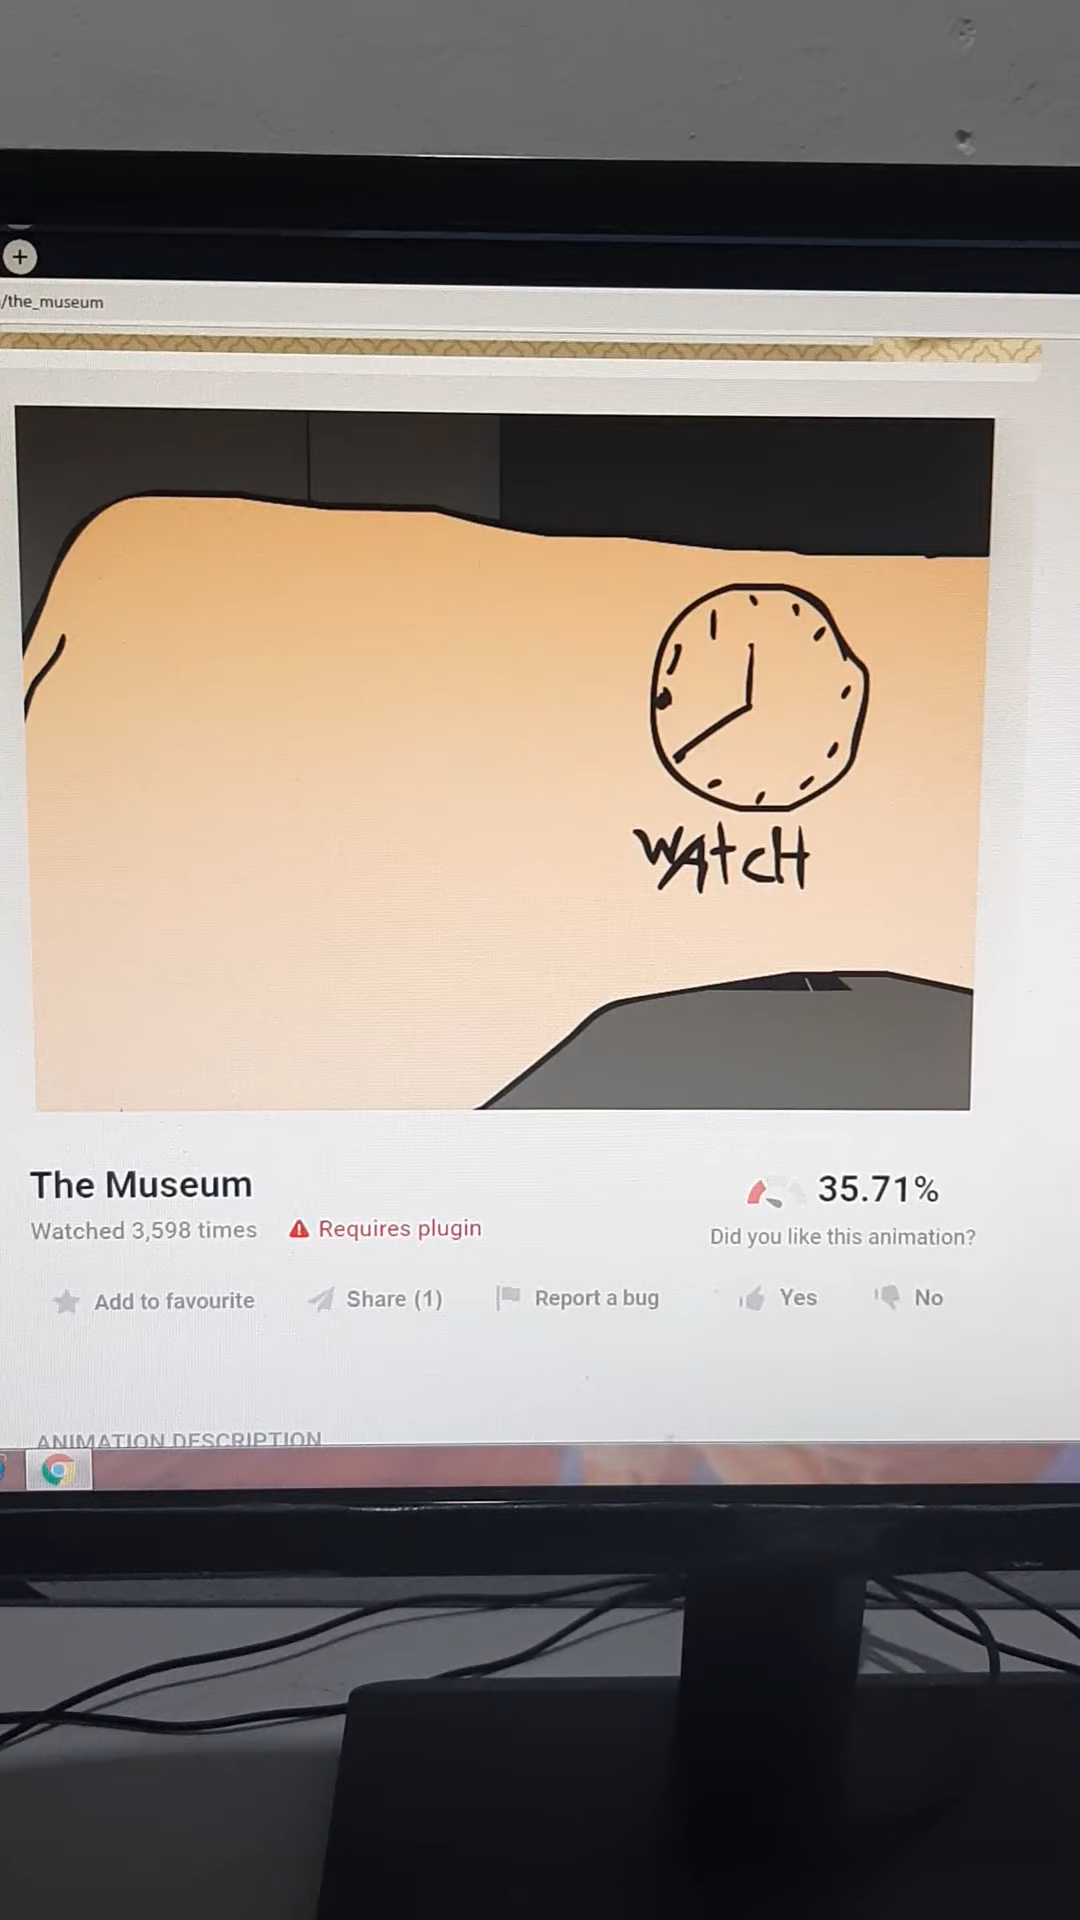 /the_museum
WAtcH
The Museum
35.71%
Watched 3,598 times Requires plugin
Did you like this animation?
Add to favourite Share (1) Report a bug Yes No
ANIMATION DESCRIPTION